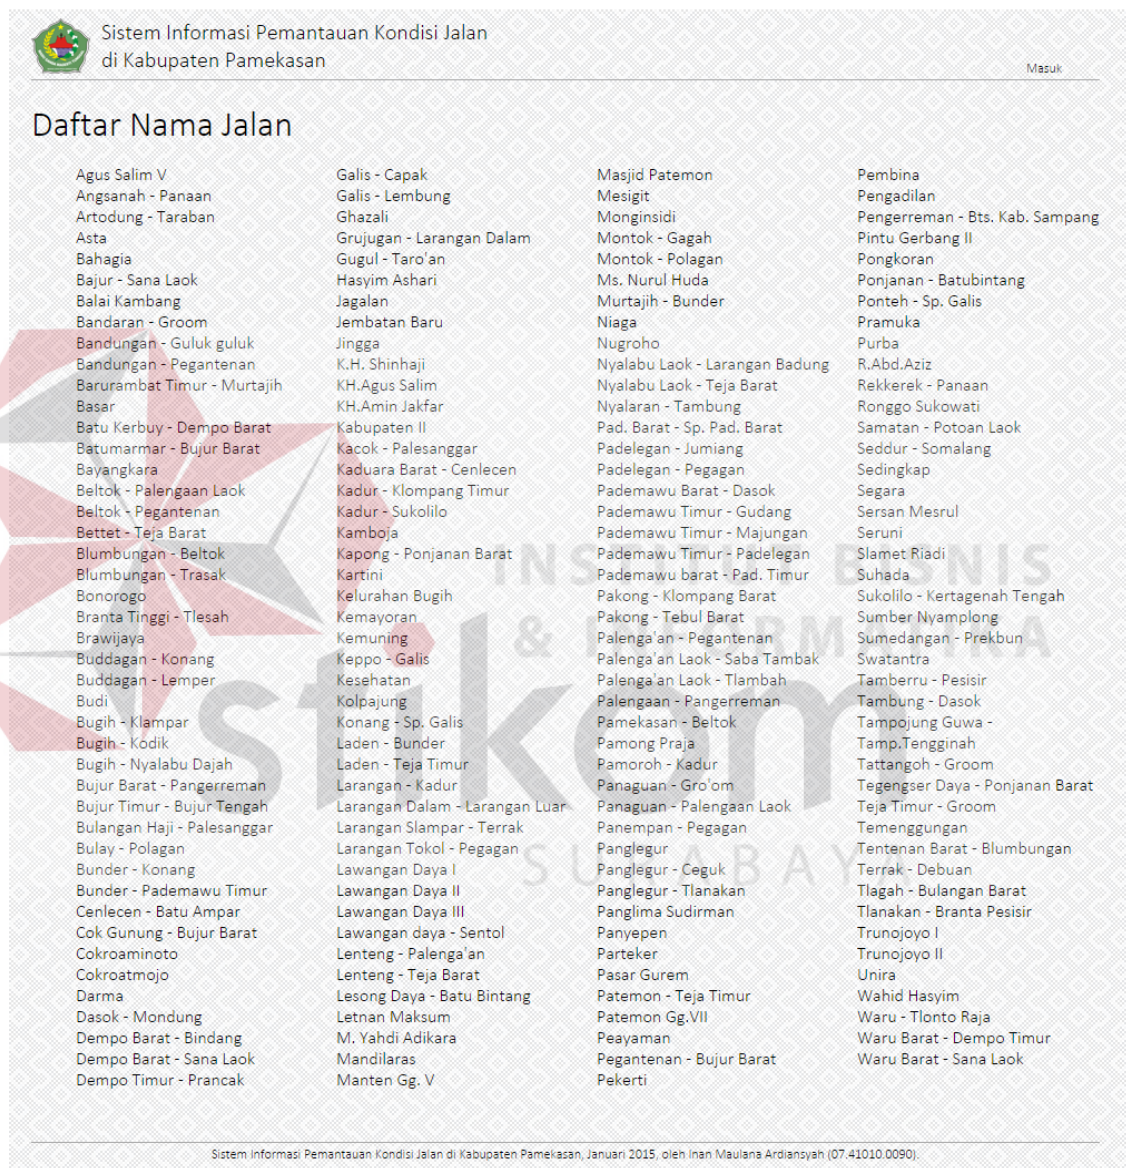 Sistem Informasi Pemantauan Kondisi Jalan
di Kabupaten Pamekasan
Masuk
Daftar Nama Jalan
Agus Salim V
Angsanah - Panaan
Artodung - Taraban
Asta
Bahagia
Bajur - Sana Laok
Balai Kambang
Bandaran - Groom
Bandungan - Guluk guluk
Bandungan - Pegantenan
Barurambat Timur - Murtajih
Basar
Batu Kerbuy - Dempo Barat
Batumarmar - Bujur Barat
Bayangkara
Beltok - Palengaan Laok
Beltok - Pegantenan
Bettet - Teja Barat
Blumbungan - Beltok
Blumbungan - Trasak
Bonorogo
Branta Tinggi - Tlesah
Brawijaya
Buddagan - Konang
Buddagan - Lemper
Budi
Bugih - Klampar
Bugih - Kodik
Bugih - Nyalabu Dajah
Bujur Barat - Pangerreman
Bujur Timur - Bujur Tengah
Bulangan Haji - Palesanggar
Bulay - Polagan
Bunder - Konang
Bunder - Pademawu Timur
Cenlecen - Batu Ampar
Cok Gunung - Bujur Barat
Cokroaminoto
Cokroatmojo
Darma
Dasok - Mondung
Dempo Barat - Bindang
Dempo Barat - Sana Laok
Dempo Timur - Prancak
Galis - Capak
Galis - Lembung
Ghazali
Grujugan - Larangan Dalam
Gugul - Taro'an
Hasyim Ashari
Jagalan
Jembatan Baru
Jingga
K.H. Shinhaji
KH.Agus Salim
KH.Amin Jakfar
Kabupaten II
Kacok - Palesanggar
Kaduara Barat - Cenlecen
Kadur - Klompang Timur
Kadur - Sukolilo
Kamboja
Kapong - Ponjanan Barat
Kartini
Kelurahan Bugih
Kemayoran
Kemuning
Keppo - Galis
Kesehatan
Kolpajung
Konang - Sp. Galis
Laden - Bunder
Laden - Teja Timur
Larangan - Kadur
Larangan Dalam - Larangan Luar
Larangan Slampar - Terrak
Larangan Tokol - Pegagan
Lawangan Daya I
Lawangan Daya II
Lawangan Daya III
Lawangan daya - Sentol
Lenteng - Palenga'an
Lenteng - Teja Barat
Lesong Daya - Batu Bintang
Letnan Maksum
M. Yahdi Adikara
Mandilaras
Manten Gg. V
Masjid Patemon
Mesigit
Monginsidi
Montok - Gagah
Montok - Polagan
Ms. Nurul Huda
Murtajih - Bunder
Niaga
Nugroho
Nyalabu Laok - Larangan Badung
Nyalabu Laok - Teja Barat
Nyalaran - Tambung
Pad. Barat - Sp. Pad. Barat
Padelegan - Jumiang
Padelegan - Pegagan
Pademawu Barat - Dasok
Pademawu Timur - Gudang
Pademawu Timur - Majungan
Pademawu Timur - Padelegan
Pademawu barat - Pad. Timur
Pakong - Klompang Barat
Pakong - Tebul Barat
Palenga'an - Pegantenan
Palenga'an Laok - Saba Tambak
Palenga'an Laok - Tlambah
Palengaan - Pangerreman
Pamekasan - Beltok
Pamong Praja
Pamoroh - Kadur
Panaguan - Gro'om
Panaguan - Palengaan Laok
Panempan - Pegagan
Panglegur
Panglegur - Ceguk
Panglegur - Tlanakan
Panglima Sudirman
Panyepen
Parteker
Pasar Gurem
Patemon - Teja Timur
Patemon Gg.VII
Peayaman
Pegantenan - Bujur Barat
Pekerti
Pembina
Pengadilan
Pengerreman - Bts. Kab. Sampang
Pintu Gerbang II
Pongkoran
Ponjanan - Batubintang
Ponteh - Sp. Galis
Pramuka
Purba
R.Abd.Aziz
Rekkerek - Panaan
Ronggo Sukowati
Samatan - Potoan Laok
Seddur - Somalang
Sedingkap
Segara
Sersan Mesrul
Seruni
Slamet Riadi
Suhada
Sukolilo - Kertagenah Tengah
Sumber Nyamplong
Sumedangan - Prekbun
Swatantra
Tamberru - Pesisir
Tambung - Dasok
Tampojung Guwa -
Tamp.Tengginah
Tattangoh - Groom
Tegengser Daya - Ponjanan Barat
Teja Timur - Groom
Temenggungan
Tentenan Barat - Blumbungan
Terrak - Debuan
Tlagah - Bulangan Barat
Tlanakan - Branta Pesisir
Trunojoyo I
Trunojoyo II
Unira
Wahid Hasyim
Waru - Tlonto Raja
Waru Barat - Dempo Timur
Waru Barat - Sana Laok
INSTITUT BISNIS
& INFORMATIKA
stikom
SURABAYA
Sistem Informasi Pemantauan Kondisi Jalan di Kabupaten Pamekasan, Januari 2015, oleh Inan Maulana Ardiansyah (07.41010.0090).